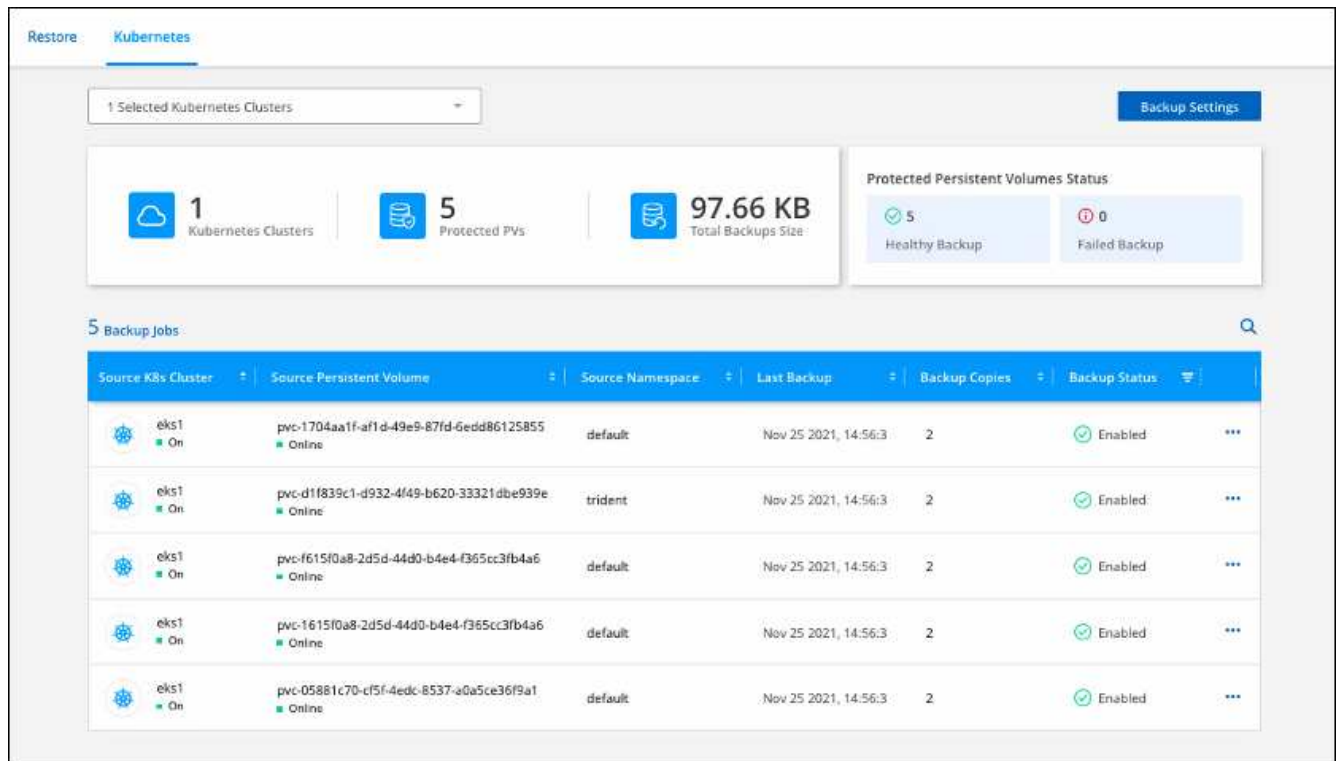 Restore
Kubernetes
1 Selected Kubernetes Clusters
Backup Settings
1
Kubernetes Clusters
5
Protected PVs
97.66 KB
Total Backups Size
Protected Persistent Volumes Status
5
Healthy Backup
0
Failed Backup
5 Backup Jobs
Source K8s Cluster Source Persistent Volume Source Namespace Last Backup Backup Copies Backup Status
eks1 pvc-1704aa1f-af1d-49e9-87fd-6edd86125855 default Nov 25 2021, 14:56:3 2 Enabled ...
On Online
eks1 pvc-d1f839c1-d932-4f49-b620-33321dbe939e trident Nov 25 2021, 14:56:3 2 Enabled ...
On Online
eks1 pvc-f615f0a8-2d5d-44d0-b4e4-f365cc3fb4a6 default Nov 25 2021, 14:56:3 2 Enabled ...
On Online
eks1 pvc-1615f0a8-2d5d-44d0-b4e4-f365cc3fb4a6 default Nov 25 2021, 14:56:3 2 Enabled ...
On Online
eks1 pvc-05881c70-cf5f-4edc-8537-a0a5ce36f9a1 default Nov 25 2021, 14:56:3 2 Enabled ...
On Online